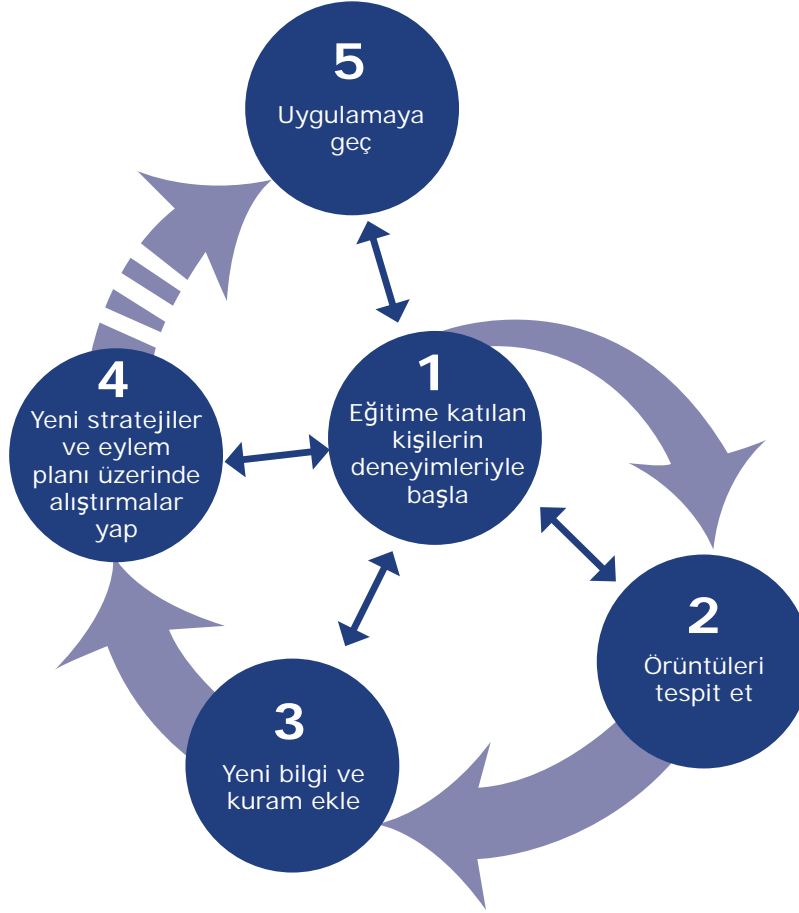 5
Uygulamaya
geç
1
Eğitime katılan
kişilerin
deneyimleriyle
başla
4
Yeni stratejiler
ve eylem
planı üzerinde
alıştırmalar
yap
2
Örüntüleri
tespit et
3
Yeni bilgi ve
kuram ekle